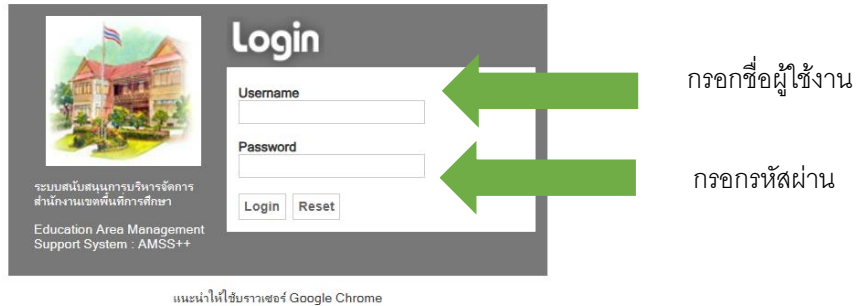 Login
Username
กรอกชื่อผู้ใช้งาน
Password
กรอกรหัสผ่าน
Login Reset
ระบบสนับสนุนการบริหารจัดการ
สำนักงานเขตพื้นที่การศึกษา
Education Area Management
Support System : AMSS++
แนะนำให้ใช้บราวเซอร์ Google Chrome